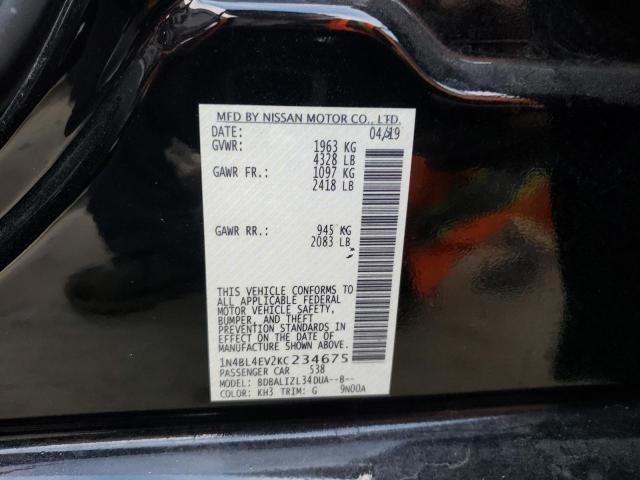 MFD BY NISSAN MOTOR CO., LTD.
DATE: 04/19
GVWR: 1963 KG
4328 LB
GAWR FR.: 1097 KG
2418 LB
GAWR RR.: 945 KG
2083 LB
THIS VEHICLE CONFORMS TO
ALL APPLICABLE FEDERAL
MOTOR VEHICLE SAFETY,
BUMPER, AND THEFT
PREVENTION STANDARDS IN
EFFECT ON THE DATE OF
MANUFACTURE SHOWN ABOVE.
1N4BL4EV2KC234675
PASSENGER CAR 538
MODEL: BDBALIZL34DUA--B--
COLOR: KH3 TRIM: G 9N00A